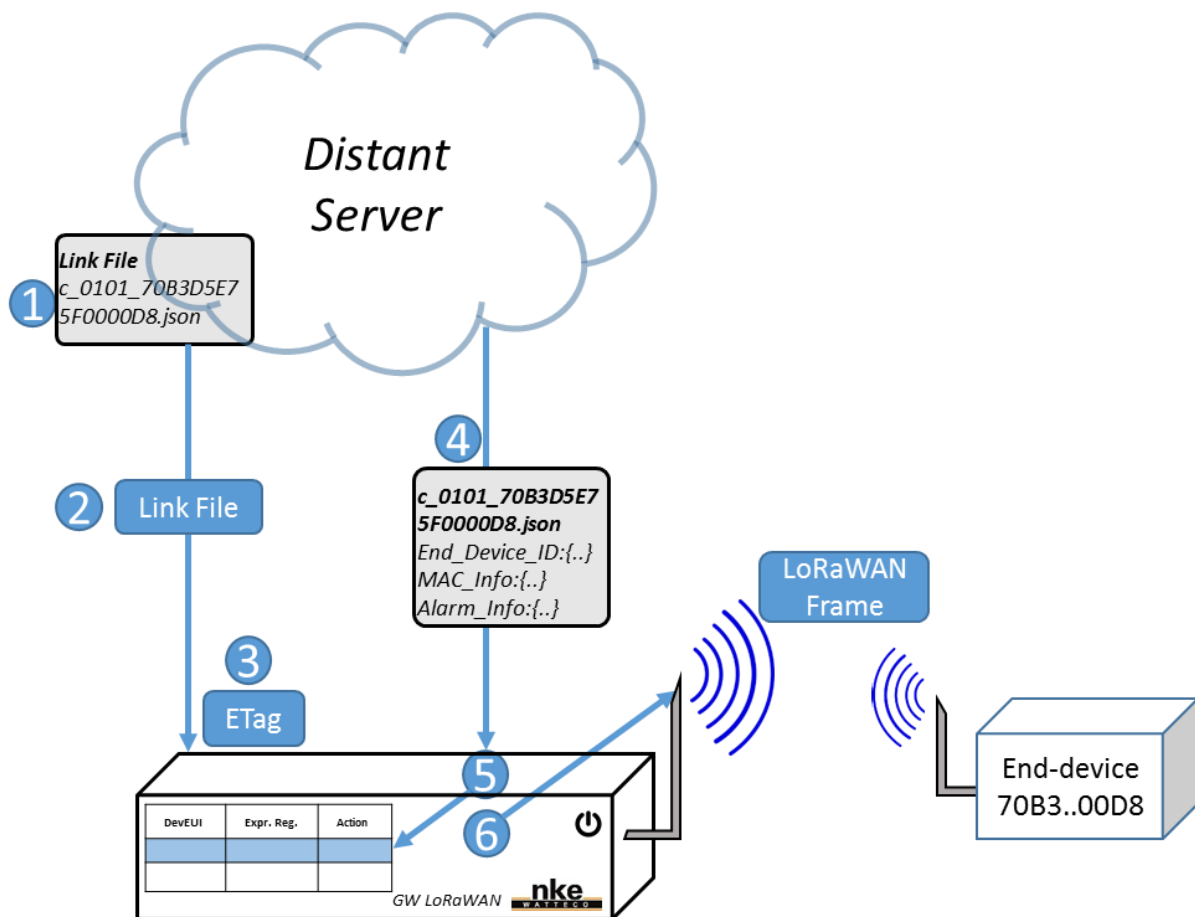 Distant
Server
Link File
c_0101_70B3D5E7
5F0000D8.json
1
4
2
Link File
c_0101_70B3D5E7
5F0000D8.json
End_Device_ID:{..}
MAC_Info:{..}
Alarm_Info:{..}
LoRaWAN
Frame
3
ETag
5
6
DevEUI Expr. Reg. Action
GW LoRaWAN
nke
WATTECO
End-device
70B3..00D8